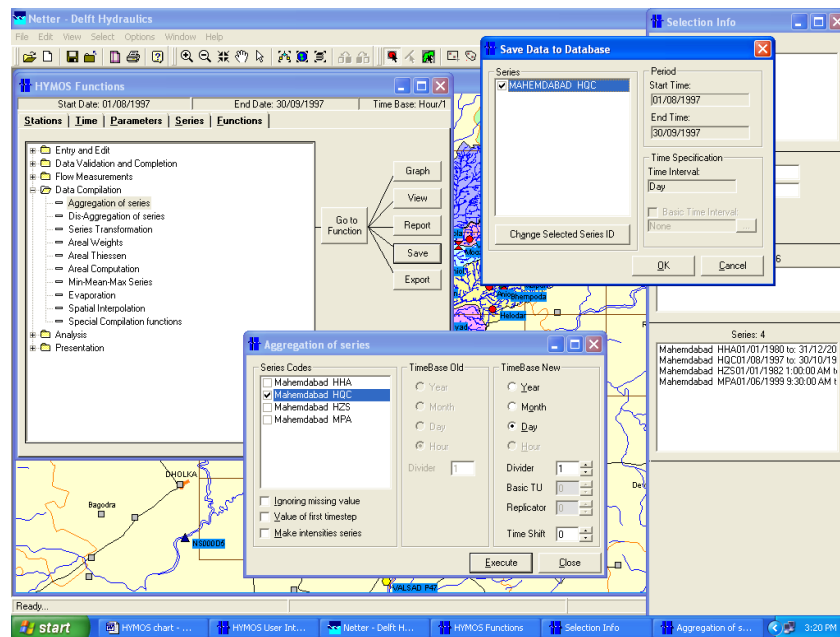 Netter - Delft Hydraulics
File Edit View Select Options Window Help
HYMOS Functions
Start Date: 01/08/1997 End Date: 30/09/1997 Time Base: Hour/1
Stations Time Parameters Series Functions
Entry and Edit
Data Validation and Completion
Flow Measurements
Data Compilation
Aggregation of series
Dis-Aggregation of series
Series Transformation
Areal Weights
Areal Thiessen
Areal Computation
Min-Mean-Max Series
Evaporation
Spatial Interpolation
Special Compilation functions
Analysis
Presentation
Go to Function
Graph
View
Report
Save
Export
Save Data to Database
Series
MAHEMDABAD HQC
Change Selected Series ID
Period
Start Time:
01/08/1997
End Time:
30/09/1997
Time Specification
Time Interval:
Day
Basic Time Interval:
None ...
OK Cancel
Selection Info
6
Series: 4
Mahemdabad HHA01/01/1980 to: 31/12/20
Mahemdabad HQC01/08/1997 to: 30/10/19
Mahemdabad HZS01/01/1982 1:00:00 AM t
Mahemdabad MPA01/06/1999 9:30:00 AM t
Bhempoda
Helodar
vad
Aggregation of series
Series Codes
Mahemdabad HHA
Mahemdabad HQC
Mahemdabad HZS
Mahemdabad MPA
Ignoring missing value
Value of first timestep
Make intensities series
TimeBase Old
Year
Month
Day
Hour
Divider 1
TimeBase New
Year
Month
Day
Hour
Divider 1
Basic TU 0
Replicator 0
Time Shift 0
Execute Close
DHOLKA
Bagodra
NS00DD6
VALSAD P47
Ready...
start HYMOS chart - ... HYMOS User Int... Netter - Delft H... HYMOS Functions Selection Info Aggregation of s... 3:20 PM